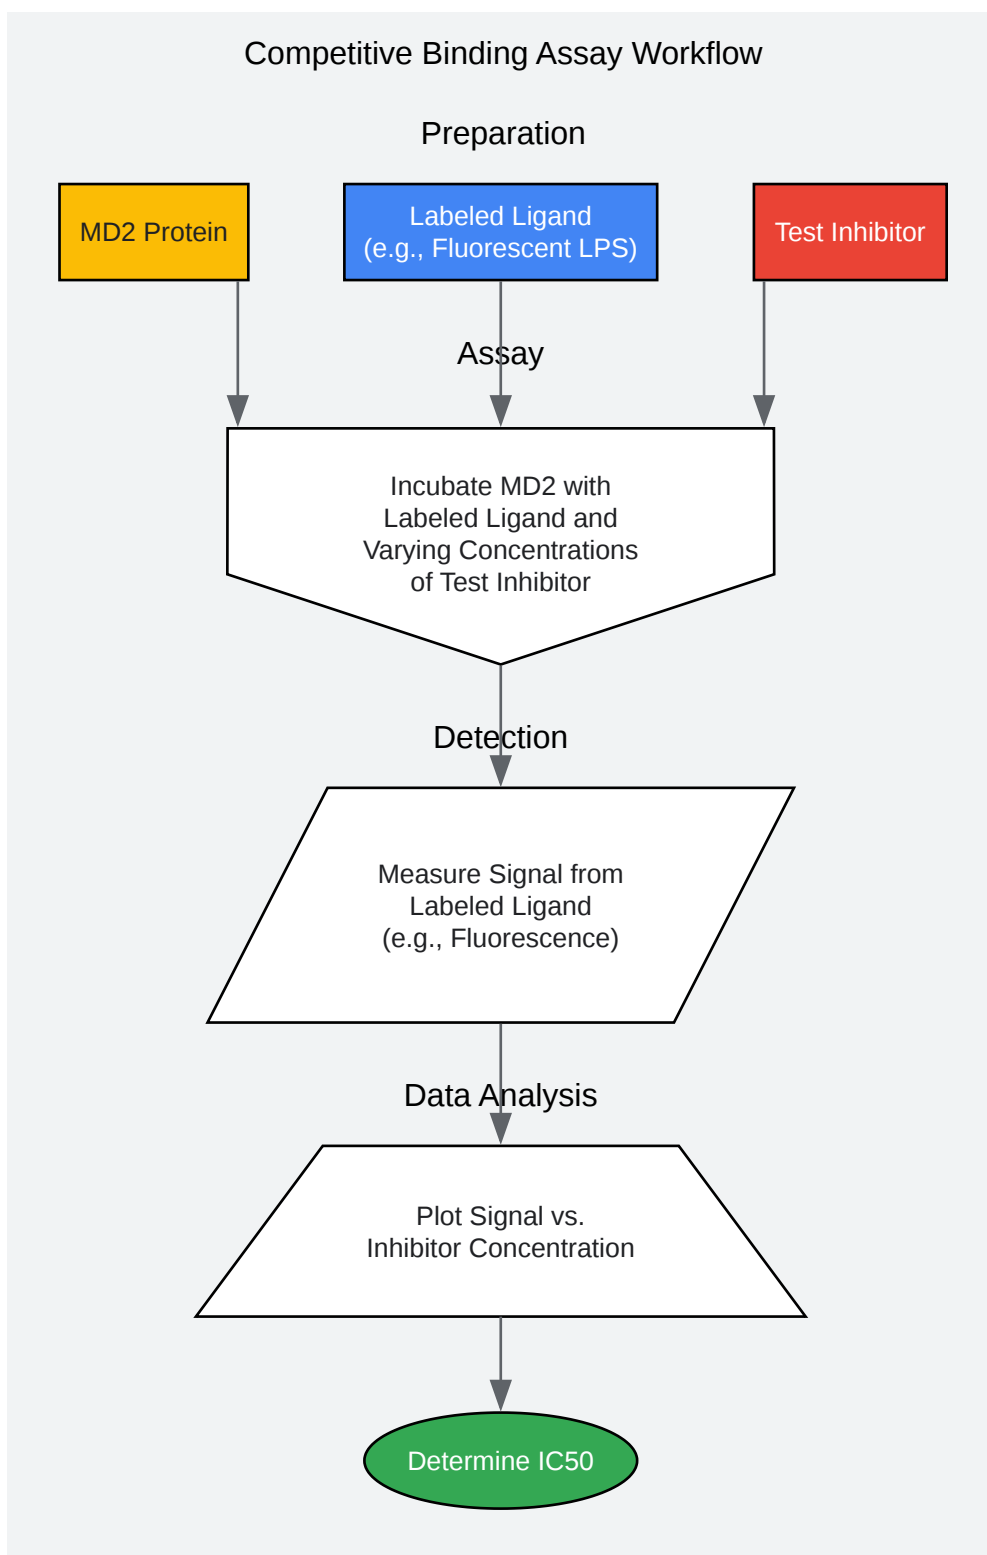 Competitive Binding Assay Workflow
Preparation
MD2 Protein
Labeled Ligand
(e.g., Fluorescent LPS)
Test Inhibitor
Assay
Incubate MD2 with
Labeled Ligand and
Varying Concentrations
of Test Inhibitor
Detection
Measure Signal from
Labeled Ligand
(e.g., Fluorescence)
Data Analysis
Plot Signal vs.
Inhibitor Concentration
Determine IC50